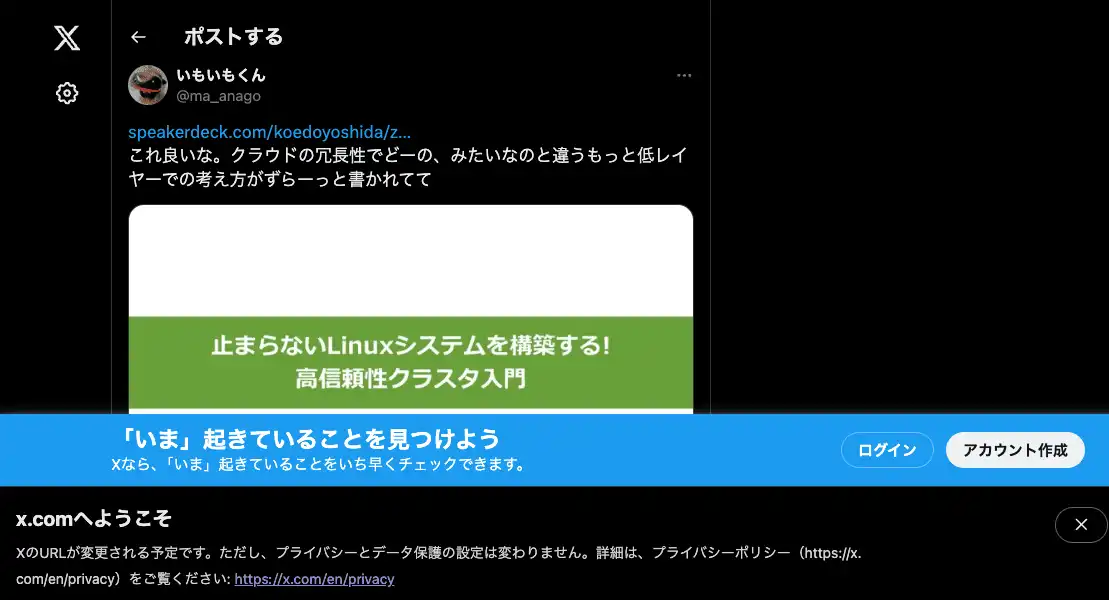 ポストする
いもいもくん
@ma_anago
speakerdeck.com/koedoyoshida/z...
これ良いな。クラウドの冗長性でどーの、みたいなのと違うもっと低レイ
ヤーでの考え方がずらーっと書かれてて
止まらないLinuxシステムを構築する!
高信頼性クラスタ入門
「いま」起きていることを見つけよう
Xなら、「いま」起きていることをいち早くチェックできます。
ログイン
アカウント作成
x.comへようこそ
XのURLが変更される予定です。ただし、プライバシーとデータ保護の設定は変わりません。詳細は、プライバシーポリシー（https://x.
com/en/privacy）をご覧ください: https://x.com/en/privacy